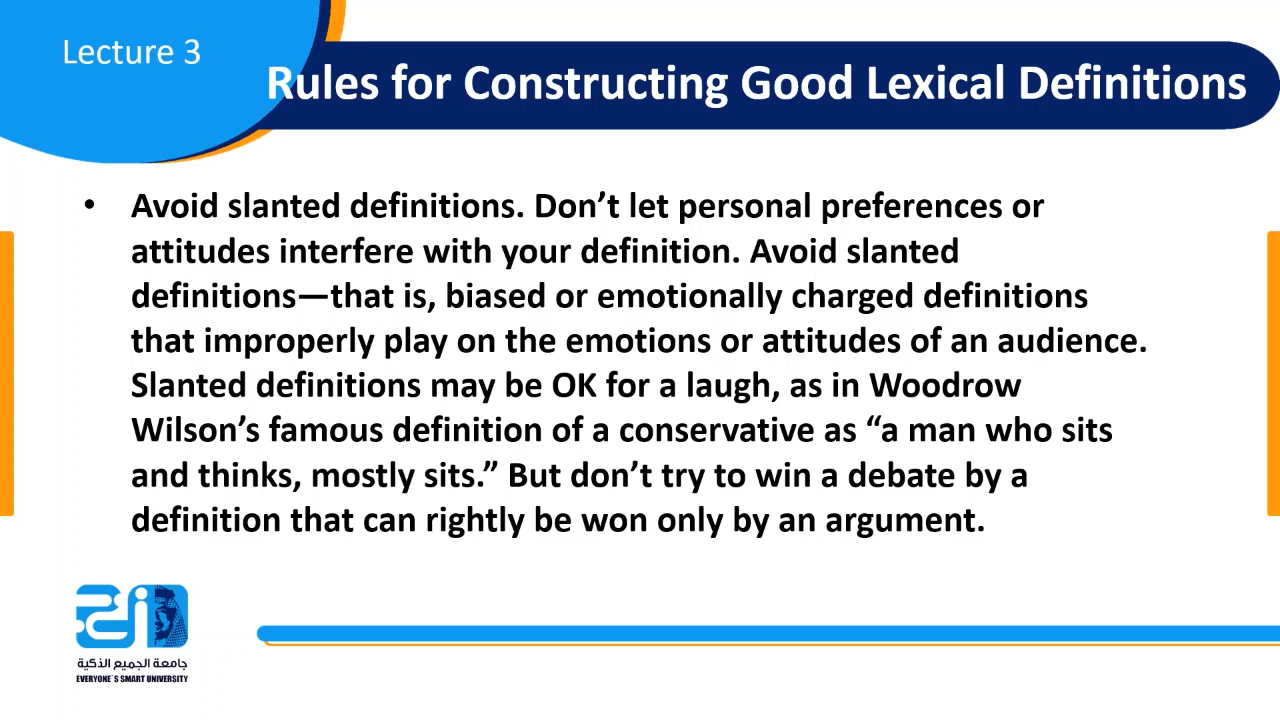 Lecture 3
Rules for Constructing Good Lexical Definitions
• Avoid slanted definitions. Don’t let personal preferences or
attitudes interfere with your definition. Avoid slanted
definitions—that is, biased or emotionally charged definitions
that improperly play on the emotions or attitudes of an audience.
Slanted definitions may be OK for a laugh, as in Woodrow
Wilson’s famous definition of a conservative as “a man who sits
and thinks, mostly sits.” But don’t try to win a debate by a
definition that can rightly be won only by an argument.
جامعة الجميع الذكية
EVERYONE`S SMART UNIVERSITY